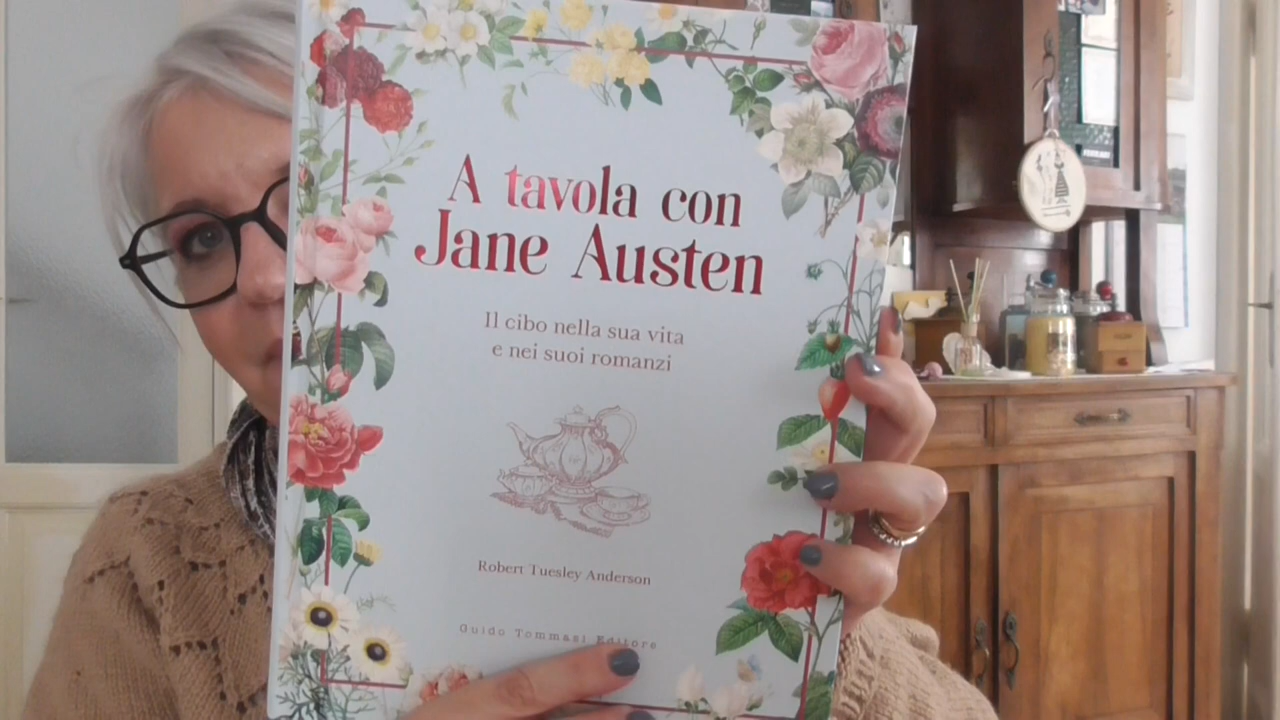 A tavola con
Jane Austen
Il cibo nella sua vita
e nei suoi romanzi
Robert Tuesley Anderson
Guido Tommasi Editore